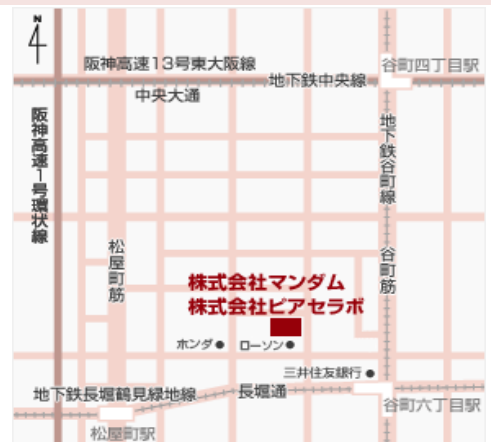 N
阪神高速13号東大阪線
谷町四丁目駅
地下鉄中央線
中央大通
阪神高速1号環状線
地下鉄谷町線
松屋町筋
谷町筋
株式会社マンダム
株式会社ピアセラボ
ホンダ
ローソン
三井住友銀行
地下鉄長堀鶴見緑地線
長堀通
谷町六丁目駅
松屋町駅